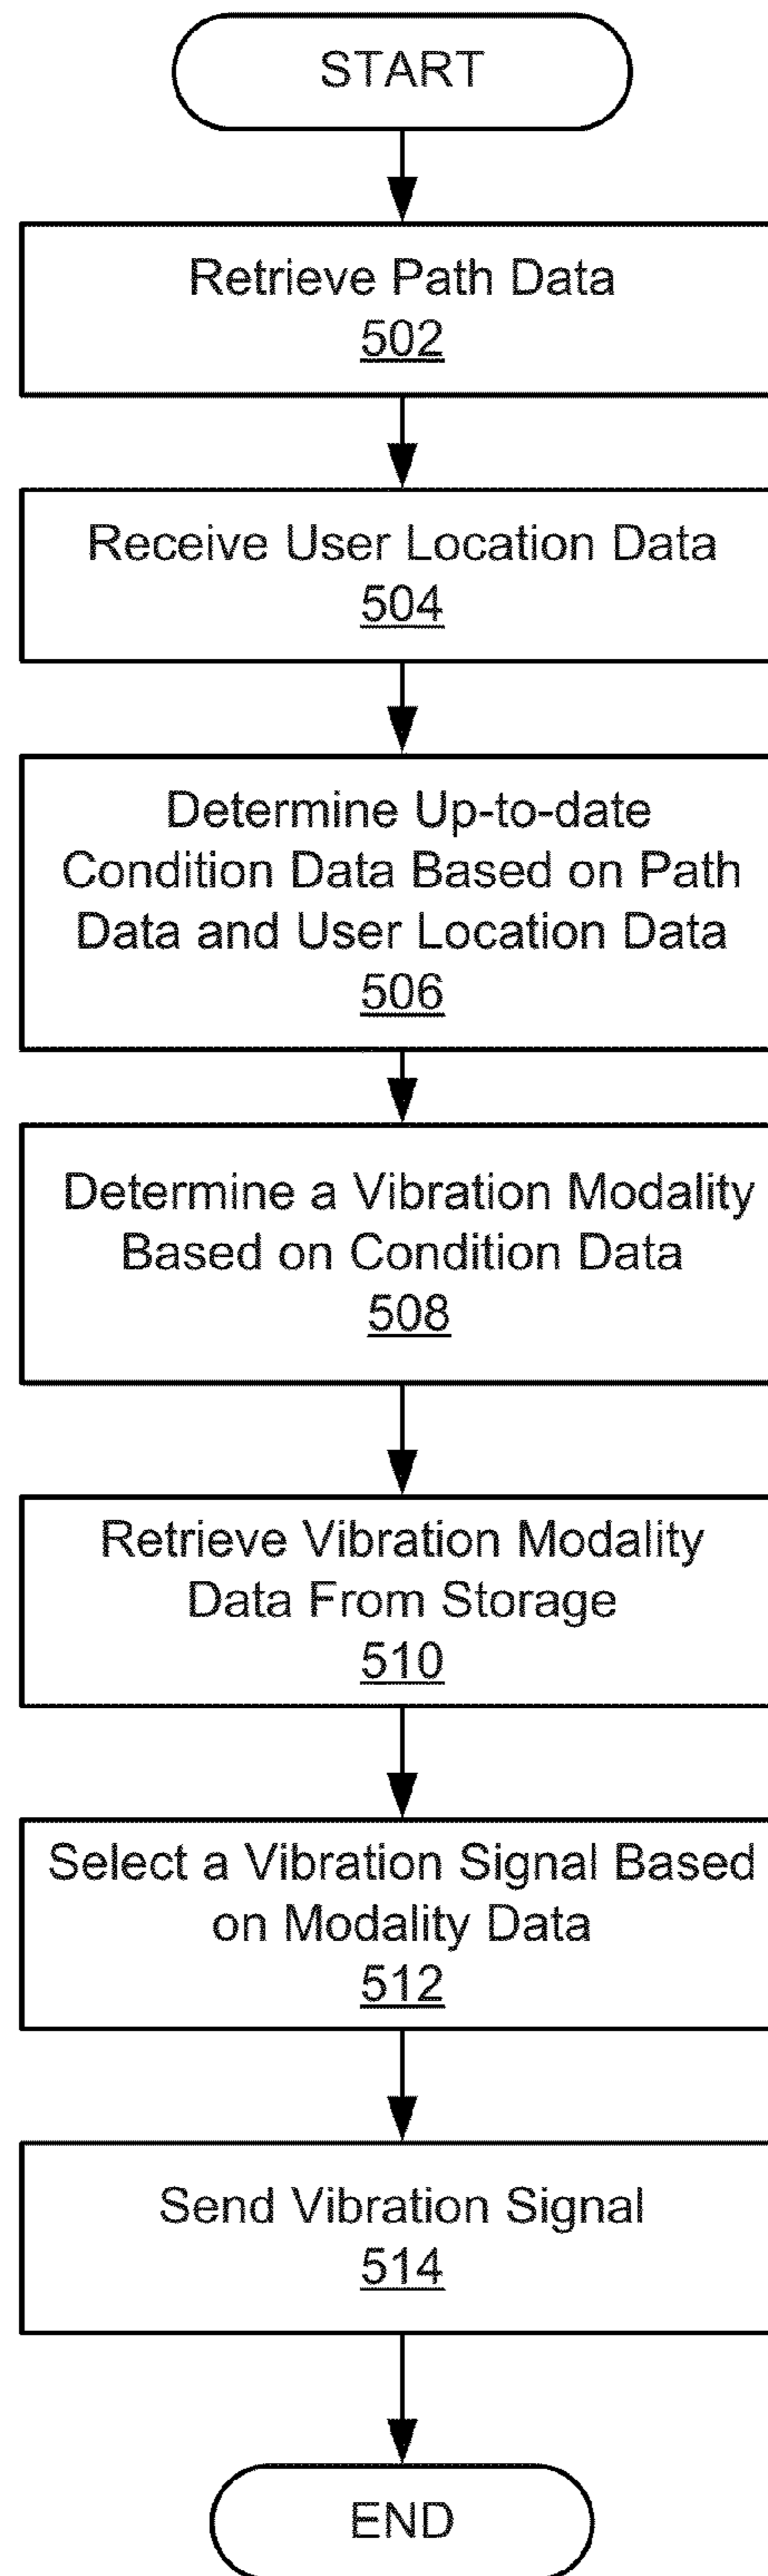 START
Retrieve Path Data
502
Receive User Location Data
504
Determine Up-to-date
Condition Data Based on Path
Data and User Location Data
506
Determine a Vibration Modality
Based on Condition Data
508
Retrieve Vibration Modality
Data From Storage
510
Select a Vibration Signal Based
on Modality Data
512
Send Vibration Signal
514
END